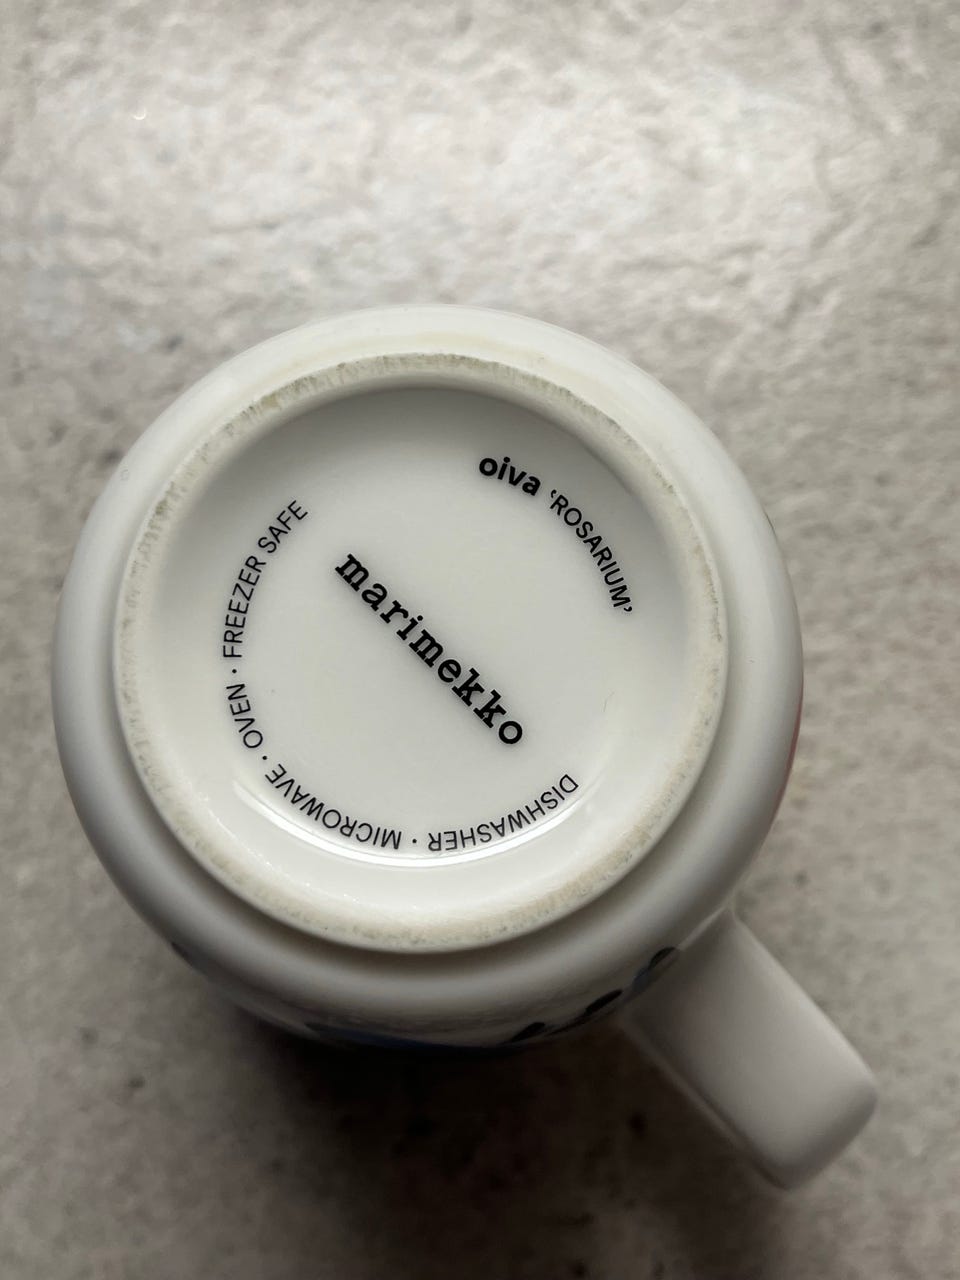 oiva ‘ROSARIUM’
marimekko
DISHWASHER · MICROWAVE · OVEN · FREEZER SAFE